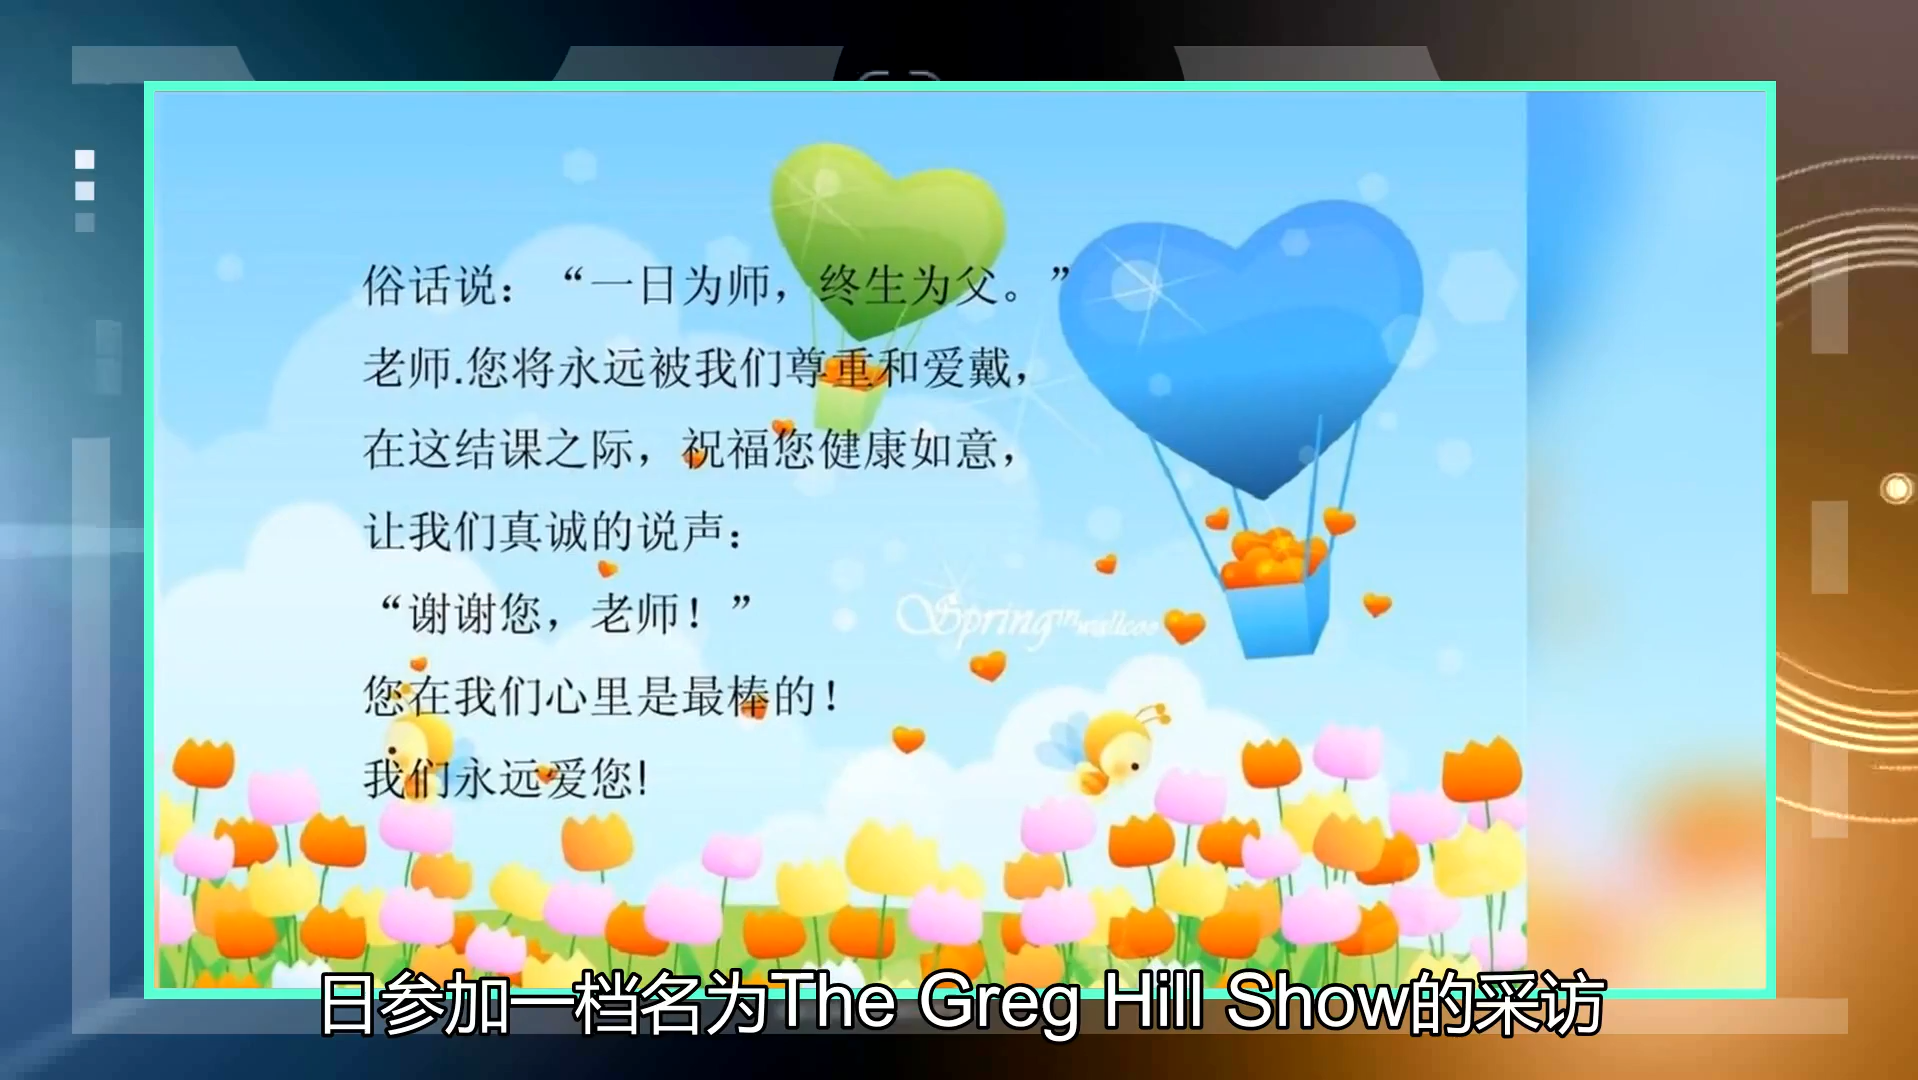 俗话说：“一日为师，终生为父。”
老师.您将永远被我们尊重和爱戴，
在这结课之际，祝福您健康如意，
让我们真诚的说声：
“谢谢您，老师！”
您在我们心里是最棒的！
我们永远爱您!
Spring in wallcoo
日参加一档名为The Greg Hill Show的采访